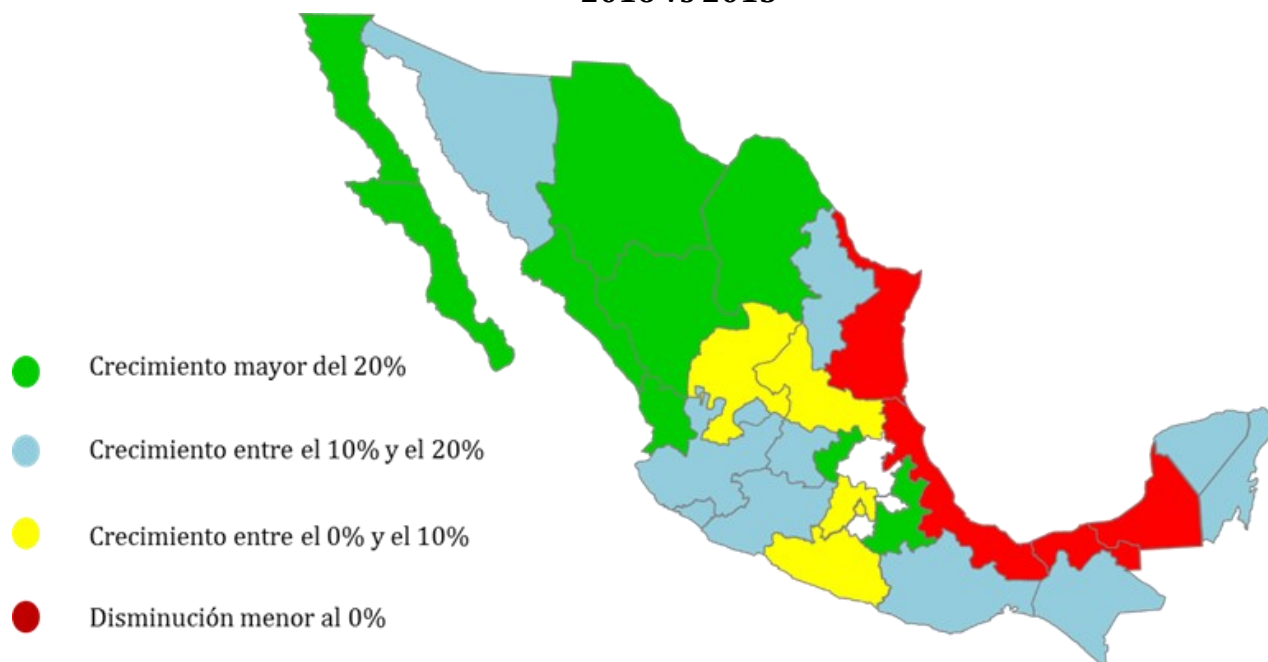 Crecimiento mayor del 20%
Crecimiento entre el 10% y el 20%
Crecimiento entre el 0% y el 10%
Disminución menor al 0%